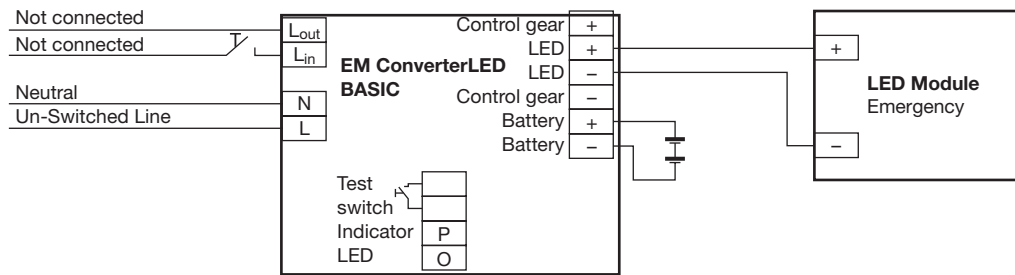 Not connected
Not connected
Neutral
Un-Switched Line
Lout
Lin
N
L
EM ConverterLED
BASIC
Control gear +
LED +
LED −
Control gear −
Battery +
Battery −
Test
switch
Indicator P
LED O
+
−
LED Module
Emergency